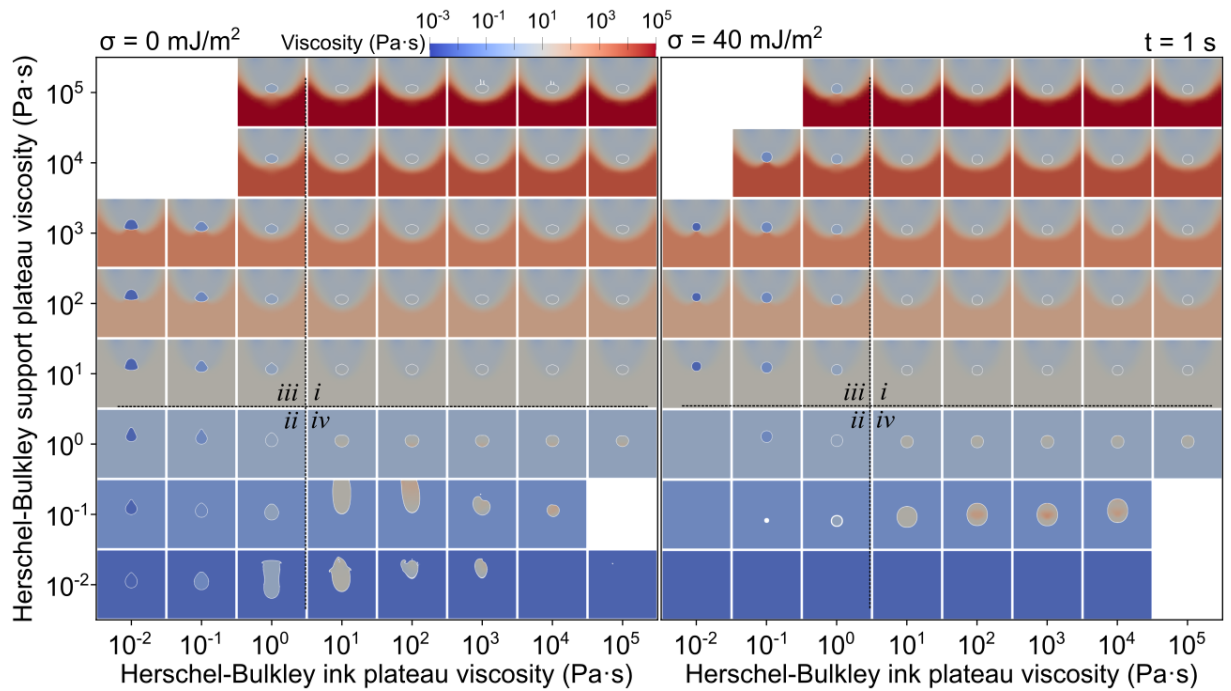 10⁻³ 10⁻¹ 10¹ 10³ 10⁵
σ = 0 mJ/m² Viscosity (Pa·s) σ = 40 mJ/m² t = 1 s
Herschel-Bulkley support plateau viscosity (Pa·s)
10⁵
10⁴
10³
10²
10¹
iii i iii i
ii iv ii iv
10⁰
10⁻¹
10⁻²
10⁻² 10⁻¹ 10⁰ 10¹ 10² 10³ 10⁴ 10⁵ 10⁻² 10⁻¹ 10⁰ 10¹ 10² 10³ 10⁴ 10⁵
Herschel-Bulkley ink plateau viscosity (Pa·s) Herschel-Bulkley ink plateau viscosity (Pa·s)